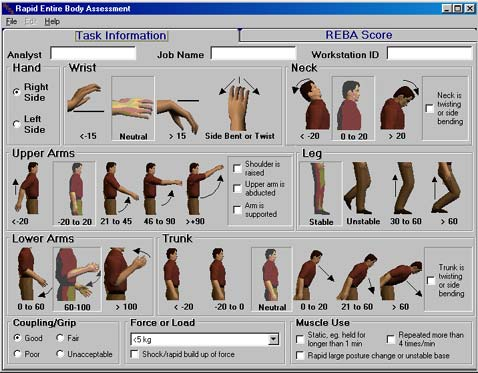 Rapid Entire Body Assessment
File Edit Help
Task Information REBA Score
Analyst Job Name Workstation ID
Hand
Right Side
Left Side
Wrist
<-15 Neutral > 15 Side Bent or Twist
Neck
< -20 0 to 20 > 20
Neck is twisting or side bending
Upper Arms
<-20 -20 to 20 21 to 45 46 to 90 >+90
Shoulder is raised
Upper arm is abducted
Arm is supported
Leg
Stable Unstable 30 to 60 > 60
Lower Arms
0 to 60 60-100 > 100
Trunk
< -20 -20 to 0 Neutral 0 to 20 21 to 60 > 60
Trunk is twisting or side bending
Coupling/Grip
Good Fair
Poor Unacceptable
Force or Load
<5 kg
Shock/rapid build up of force
Muscle Use
Static, eg. held for longer than 1 min
Repeated more than 4 times/min
Rapid large posture change or unstable base